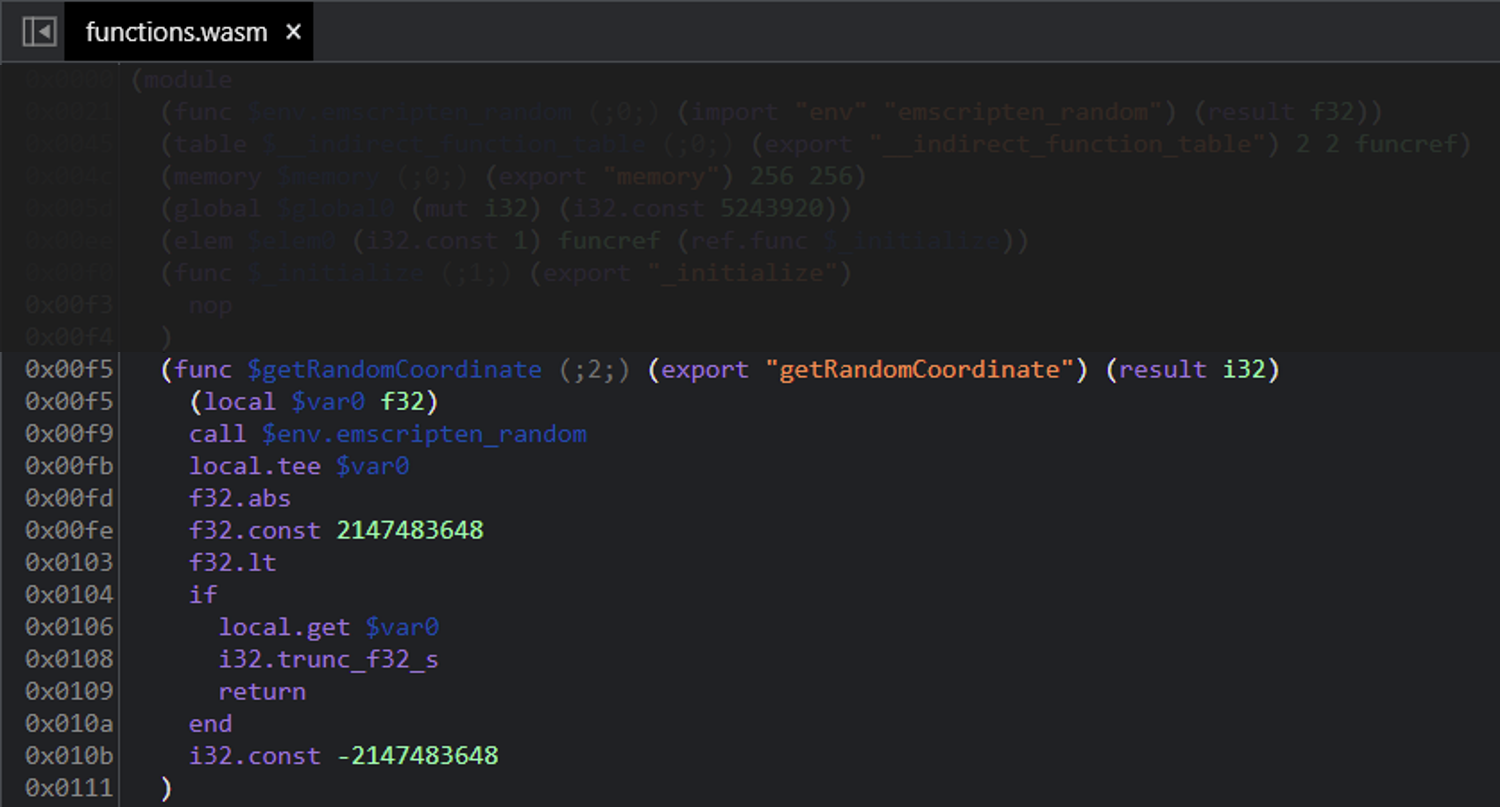 functions.wasm ×
0x0000 (module
0x0021 (func $env.emscripten_random (;0;) (import "env" "emscripten_random") (result f32))
0x0045 (table $__indirect_function_table (;0;) (export "__indirect_function_table") 2 2 funcref)
0x004c (memory $memory (;0;) (export "memory") 256 256)
0x005d (global $global0 (mut i32) (i32.const 5243920))
(elem $elem0 (i32.const 1) funcref (ref.func $_initialize))
(func $_initialize (;1;) (export "_initialize")
0x00f3 nop
0x00f4 )
0x00f5 (func $getRandomCoordinate (;2;) (export "getRandomCoordinate") (result i32)
0x00f5 (local $var0 f32)
0x00f9 call $env.emscripten_random
0x00fb local.tee $var0
0x00fd f32.abs
0x00fe f32.const 2147483648
0x0103 f32.lt
0x0104 if
0x0106 local.get $var0
0x0108 i32.trunc_f32_s
0x0109 return
0x010a end
0x010b i32.const -2147483648
0x0111 )